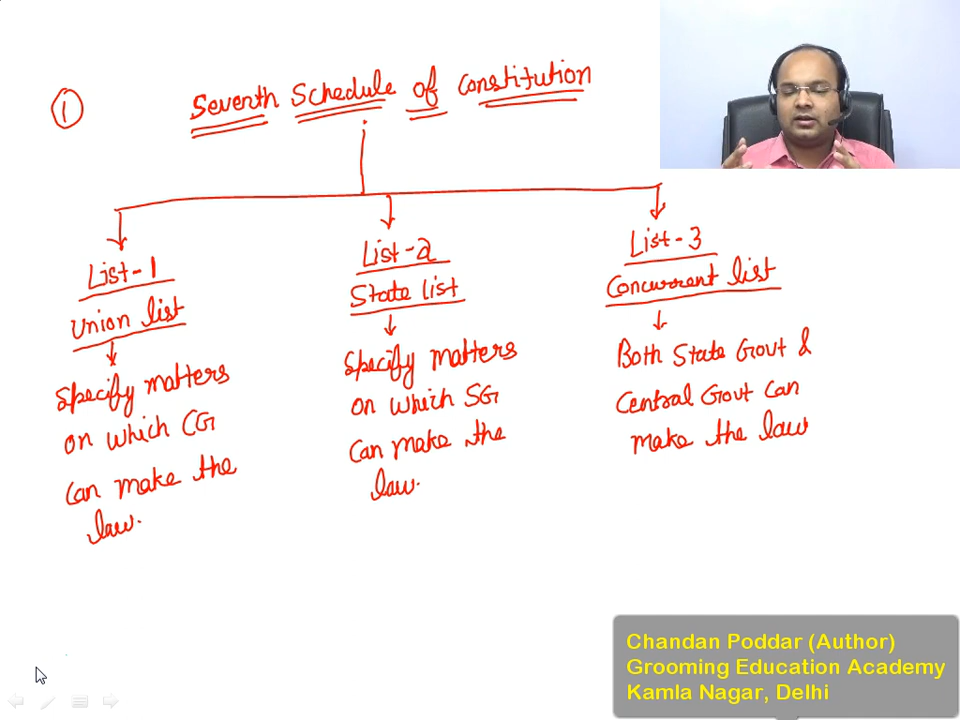 1
Seventh Schedule of Constitution
List-1
Union list
Specify matters
on which CG
Can make the
law.
List-2
State list
Specify matters
on which SG
Can make the
law.
List-3
Concurrent list
Both State Govt &
Central Govt can
make the law
Chandan Poddar (Author)
Grooming Education Academy
Kamla Nagar, Delhi